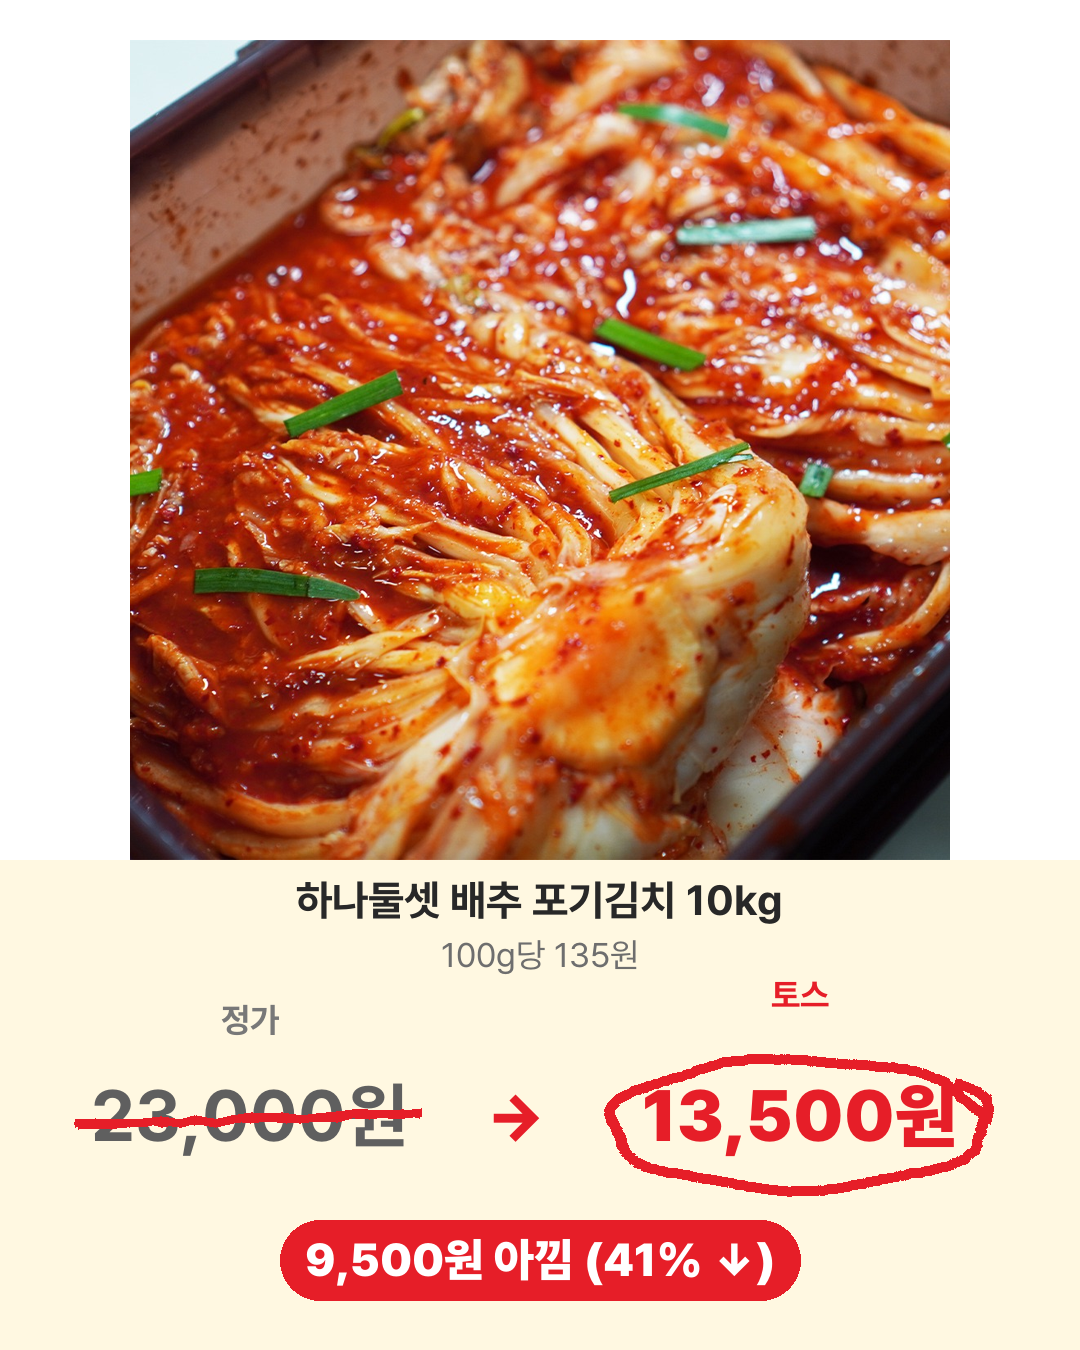 하나둘셋 배추 포기김치 10kg
100g당 135원
정가
토스
23,000원 → 13,500원
9,500원 아낌 (41% ↓)